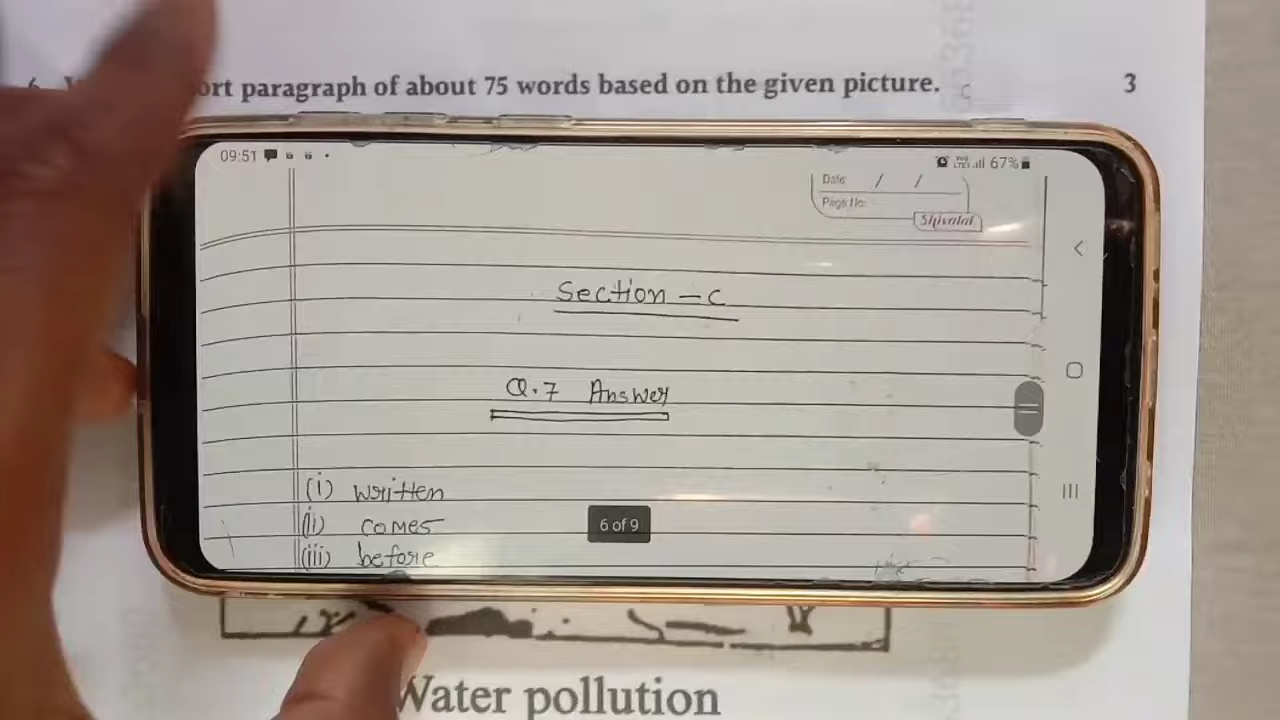 ort paragraph of about 75 words based on the given picture. 3
09:51 67%
Date / /
Page No.
Shivalal
Section - C
Q.7 Answer
(i) written
(ii) comes
(iii) before
6 of 9
Water pollution